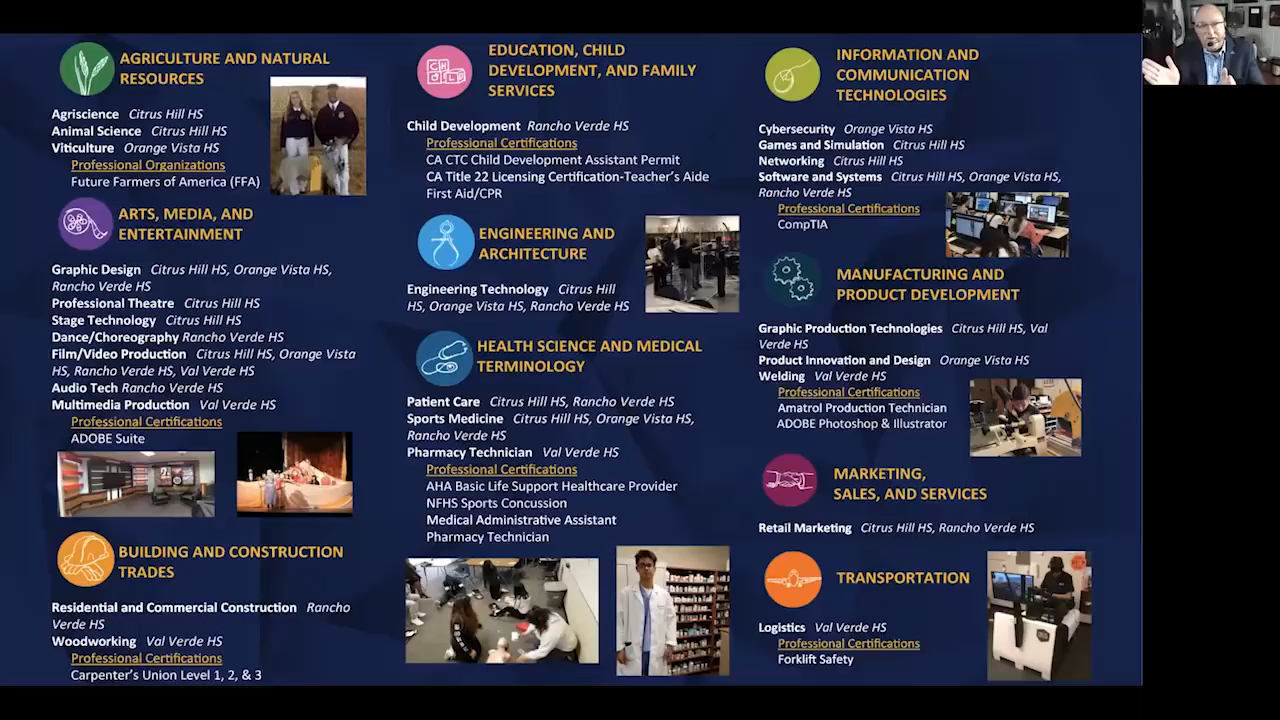 AGRICULTURE AND NATURAL
RESOURCES
Agriscience Citrus Hill HS
Animal Science Citrus Hill HS
Viticulture Orange Vista HS
Professional Organizations
Future Farmers of America (FFA)
ARTS, MEDIA, AND
ENTERTAINMENT
Graphic Design Citrus Hill HS, Orange Vista HS,
Rancho Verde HS
Professional Theatre Citrus Hill HS
Stage Technology Citrus Hill HS
Dance/Choreography Rancho Verde HS
Film/Video Production Citrus Hill HS, Orange Vista
HS, Rancho Verde HS, Val Verde HS
Audio Tech Rancho Verde HS
Multimedia Production Val Verde HS
Professional Certifications
ADOBE Suite
BUILDING AND CONSTRUCTION
TRADES
Residential and Commercial Construction Rancho
Verde HS
Woodworking Val Verde HS
Professional Certifications
Carpenter's Union Level 1, 2, & 3
EDUCATION, CHILD
DEVELOPMENT, AND FAMILY
SERVICES
Child Development Rancho Verde HS
Professional Certifications
CA CTC Child Development Assistant Permit
CA Title 22 Licensing Certification-Teacher's Aide
First Aid/CPR
ENGINEERING AND
ARCHITECTURE
Engineering Technology Citrus Hill
HS, Orange Vista HS, Rancho Verde HS
HEALTH SCIENCE AND MEDICAL
TERMINOLOGY
Patient Care Citrus Hill HS, Rancho Verde HS
Sports Medicine Citrus Hill HS, Orange Vista HS,
Rancho Verde HS
Pharmacy Technician Val Verde HS
Professional Certifications
AHA Basic Life Support Healthcare Provider
NFHS Sports Concussion
Medical Administrative Assistant
Pharmacy Technician
INFORMATION AND
COMMUNICATION
TECHNOLOGIES
Cybersecurity Orange Vista HS
Games and Simulation Citrus Hill HS
Networking Citrus Hill HS
Software and Systems Citrus Hill HS, Orange Vista HS,
Rancho Verde HS
Professional Certifications
CompTIA
MANUFACTURING AND
PRODUCT DEVELOPMENT
Graphic Production Technologies Citrus Hill HS, Val
Verde HS
Product Innovation and Design Orange Vista HS
Welding Val Verde HS
Professional Certifications
Amatrol Production Technician
ADOBE Photoshop & Illustrator
MARKETING,
SALES, AND SERVICES
Retail Marketing Citrus Hill HS, Rancho Verde HS
TRANSPORTATION
Logistics Val Verde HS
Professional Certifications
Forklift Safety